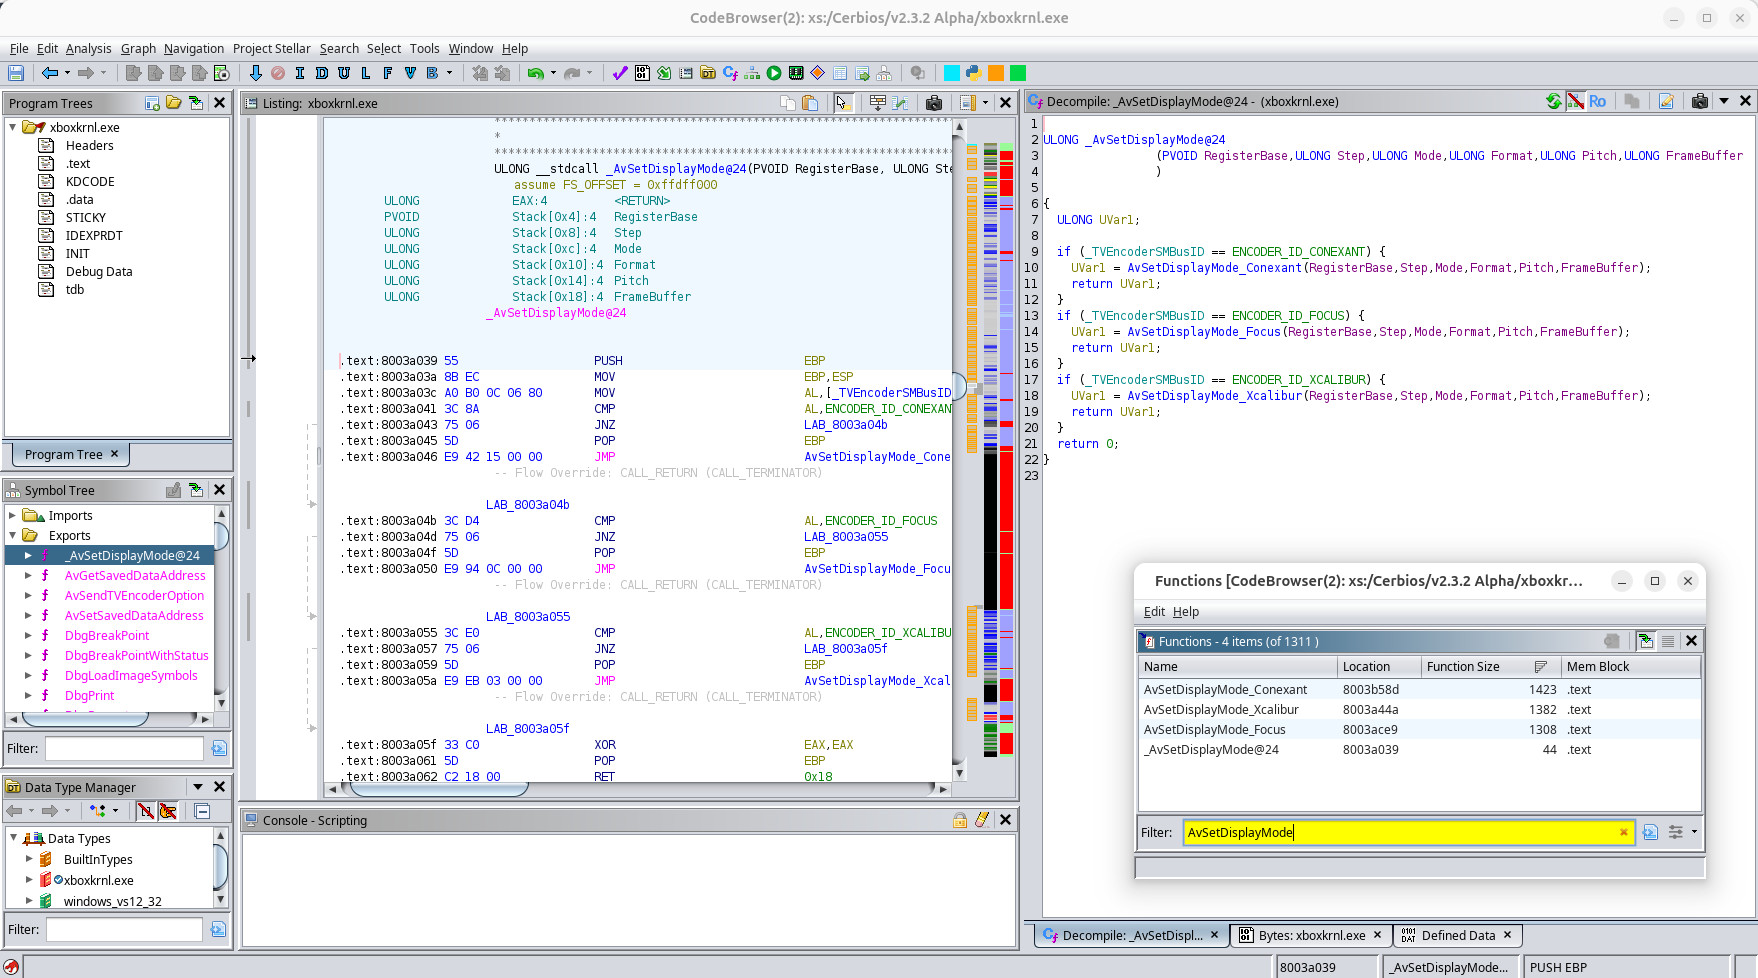 CodeBrowser(2): xs:/Cerbios/v2.3.2 Alpha/xboxkrnl.exe
File Edit Analysis Graph Navigation Project Stellar Search Select Tools Window Help
I D U L F V B
Program Trees
xboxkrnl.exe
Headers
.text
KDCODE
.data
STICKY
IDEXPRDT
INIT
Debug Data
tdb
Program Tree
Symbol Tree
Imports
Exports
_AvSetDisplayMode@24
AvGetSavedDataAddress
AvSendTVEncoderOption
AvSetSavedDataAddress
DbgBreakPoint
DbgBreakPointWithStatus
DbgLoadImageSymbols
DbgPrint
Filter:
Data Type Manager
Data Types
BuiltInTypes
xboxkrnl.exe
windows_vs12_32
Filter:
Listing: xboxkrnl.exe
*
ULONG __stdcall _AvSetDisplayMode@24(PVOID RegisterBase, ULONG Ste
assume FS_OFFSET = 0xffdff000
ULONG EAX:4 <RETURN>
PVOID Stack[0x4]:4 RegisterBase
ULONG Stack[0x8]:4 Step
ULONG Stack[0xc]:4 Mode
ULONG Stack[0x10]:4 Format
ULONG Stack[0x14]:4 Pitch
ULONG Stack[0x18]:4 FrameBuffer
_AvSetDisplayMode@24
.text:8003a039 55 PUSH EBP
.text:8003a03a 8B EC MOV EBP,ESP
.text:8003a03c A0 B0 0C 06 80 MOV AL,[_TVEncoderSMBusID
.text:8003a041 3C 8A CMP AL,ENCODER_ID_CONEXAN
.text:8003a043 75 06 JNZ LAB_8003a04b
.text:8003a045 5D POP EBP
.text:8003a046 E9 42 15 00 00 JMP AvSetDisplayMode_Cone
-- Flow Override: CALL_RETURN (CALL_TERMINATOR)
LAB_8003a04b
.text:8003a04b 3C D4 CMP AL,ENCODER_ID_FOCUS
.text:8003a04d 75 06 JNZ LAB_8003a055
.text:8003a04f 5D POP EBP
.text:8003a050 E9 94 0C 00 00 JMP AvSetDisplayMode_Focu
-- Flow Override: CALL_RETURN (CALL_TERMINATOR)
LAB_8003a055
.text:8003a055 3C E0 CMP AL,ENCODER_ID_XCALIBU
.text:8003a057 75 06 JNZ LAB_8003a05f
.text:8003a059 5D POP EBP
.text:8003a05a E9 EB 03 00 00 JMP AvSetDisplayMode_Xcal
-- Flow Override: CALL_RETURN (CALL_TERMINATOR)
LAB_8003a05f
.text:8003a05f 33 C0 XOR EAX,EAX
.text:8003a061 5D POP EBP
.text:8003a062 C2 18 00 RET 0x18
Console - Scripting
Decompile: _AvSetDisplayMode@24 - (xboxkrnl.exe)
Ro
1
2 ULONG _AvSetDisplayMode@24
3 (PVOID RegisterBase,ULONG Step,ULONG Mode,ULONG Format,ULONG Pitch,ULONG FrameBuffer
4 )
5
6 {
7 ULONG UVar1;
8
9 if (_TVEncoderSMBusID == ENCODER_ID_CONEXANT) {
10 UVar1 = AvSetDisplayMode_Conexant(RegisterBase,Step,Mode,Format,Pitch,FrameBuffer);
11 return UVar1;
12 }
13 if (_TVEncoderSMBusID == ENCODER_ID_FOCUS) {
14 UVar1 = AvSetDisplayMode_Focus(RegisterBase,Step,Mode,Format,Pitch,FrameBuffer);
15 return UVar1;
16 }
17 if (_TVEncoderSMBusID == ENCODER_ID_XCALIBUR) {
18 UVar1 = AvSetDisplayMode_Xcalibur(RegisterBase,Step,Mode,Format,Pitch,FrameBuffer);
19 return UVar1;
20 }
21 return 0;
22 }
23
Functions [CodeBrowser(2): xs:/Cerbios/v2.3.2 Alpha/xboxkr...
Edit Help
Functions - 4 items (of 1311 )
Name Location Function Size Mem Block
AvSetDisplayMode_Conexant 8003b58d 1423 .text
AvSetDisplayMode_Xcalibur 8003a44a 1382 .text
AvSetDisplayMode_Focus 8003ace9 1308 .text
_AvSetDisplayMode@24 8003a039 44 .text
Filter: AvSetDisplayMode
Decompile: _AvSetDispl... Bytes: xboxkrnl.exe Defined Data
8003a039 _AvSetDisplayMode... PUSH EBP